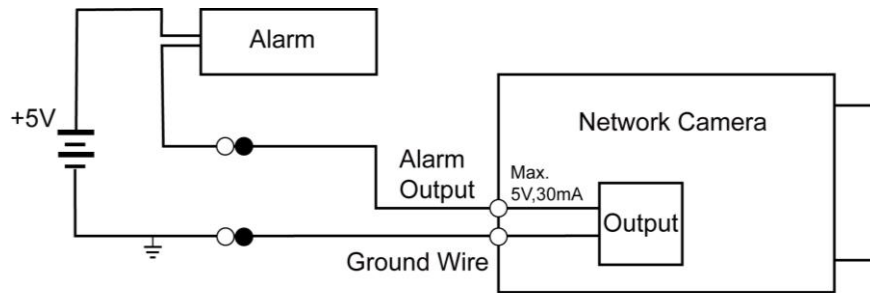 Alarm
+5V
Network Camera
Alarm
Output
Max.
5V,30mA
Output
Ground Wire